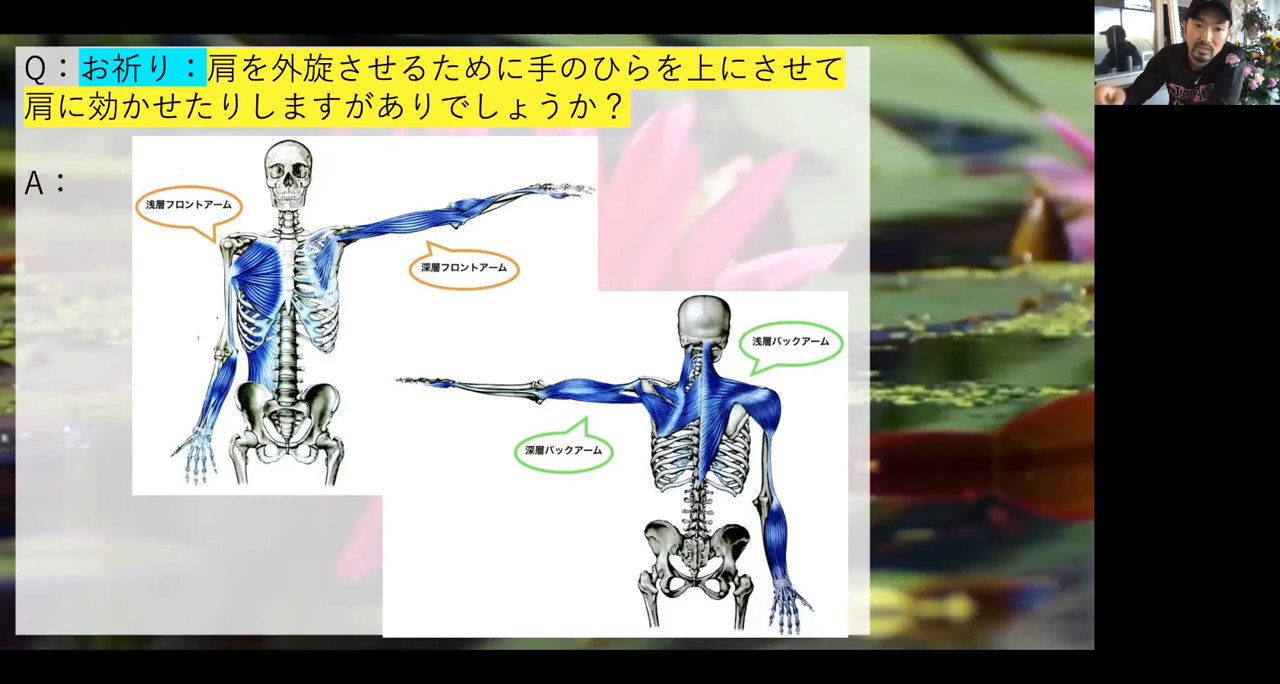 Q：お祈り：肩を外旋させるために手のひらを上にさせて
肩に効かせたりしますがありでしょうか？
A：
浅層フロントアーム
深層フロントアーム
浅層バックアーム
深層バックアーム